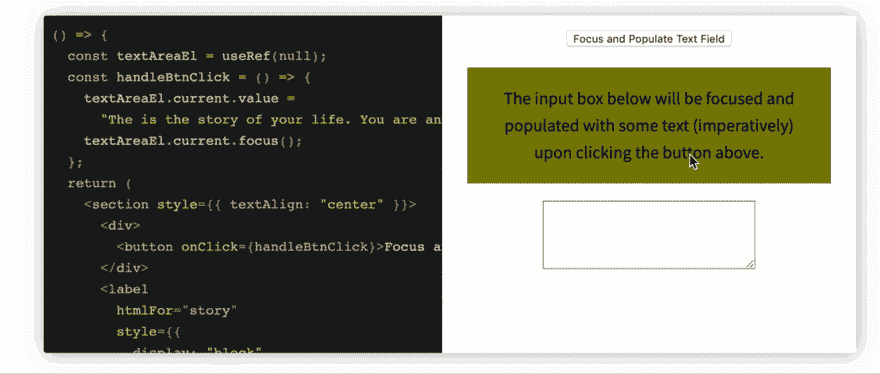 () => {
const textAreaEl = useRef(null);
const handleBtnClick = () => {
textAreaEl.current.value =
"The is the story of your life. You are an
textAreaEl.current.focus();
};
return (
<section style={{ textAlign: "center" }}>
<div>
<button onClick={handleBtnClick}>Focus a
</div>
<label
htmlFor="story"
style={{
display: "block"
Focus and Populate Text Field
The input box below will be focused and
populated with some text (imperatively)
upon clicking the button above.